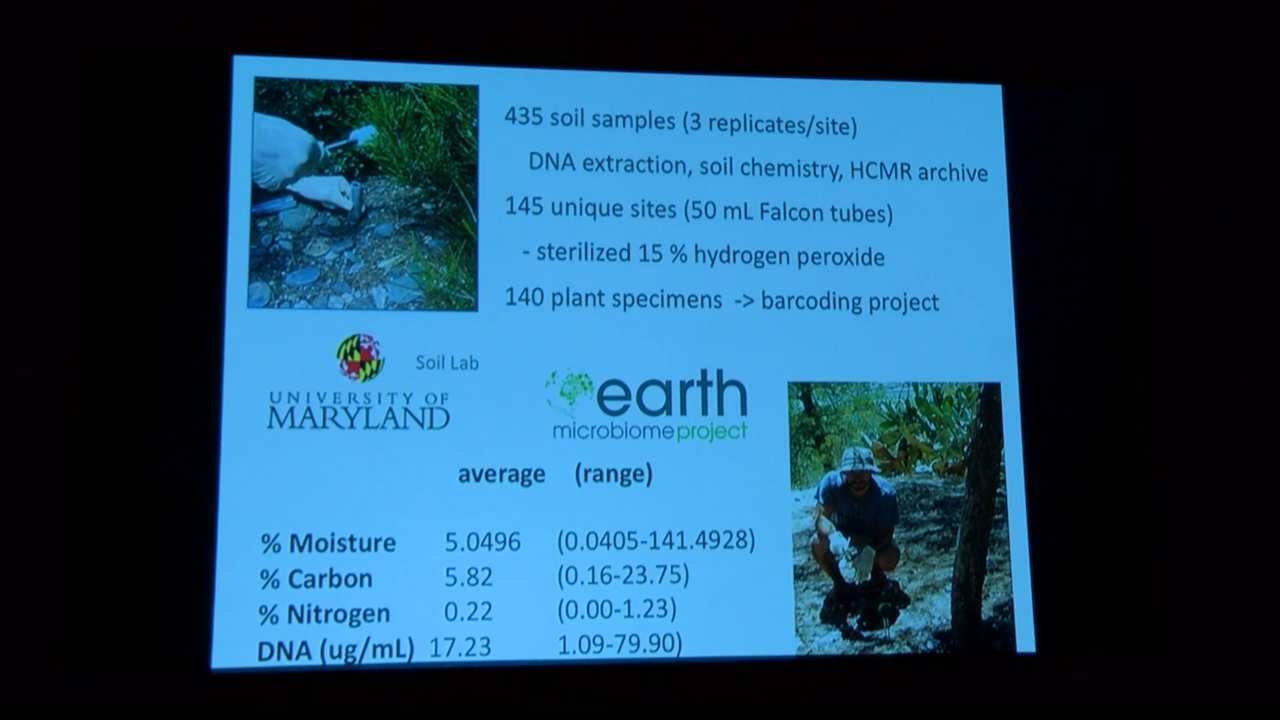 435 soil samples (3 replicates/site)
DNA extraction, soil chemistry, HCMR archive
145 unique sites (50 mL Falcon tubes)
- sterilized 15 % hydrogen peroxide
140 plant specimens -> barcoding project
Soil Lab
UNIVERSITY OF
MARYLAND
earth
microbiomeproject
average (range)
% Moisture 5.0496 (0.0405-141.4928)
% Carbon 5.82 (0.16-23.75)
% Nitrogen 0.22 (0.00-1.23)
DNA (ug/mL) 17.23 1.09-79.90)